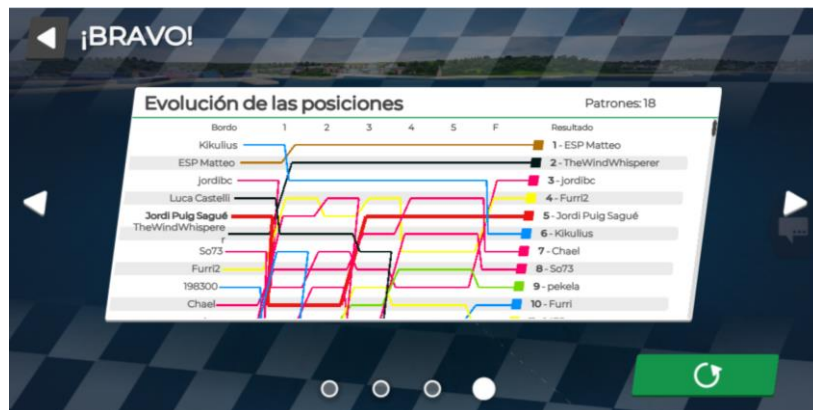 ¡BRAVO!
Evolución de las posiciones
Patrones: 18
Bordo 1 2 3 4 5 F Resultado
Kikulius 1 - ESP Matteo
ESP Matteo 2 - TheWindWhisperer
jordibc 3 - jordibc
Luca Castelli 4 - Furri2
Jordi Puig Sagué 5 - Jordi Puig Sagué
TheWindWhispere
r
6 - Kikulius
So73 7 - Chael
Furri2 8 - So73
198300 9 - pekela
Chael 10 - Furri